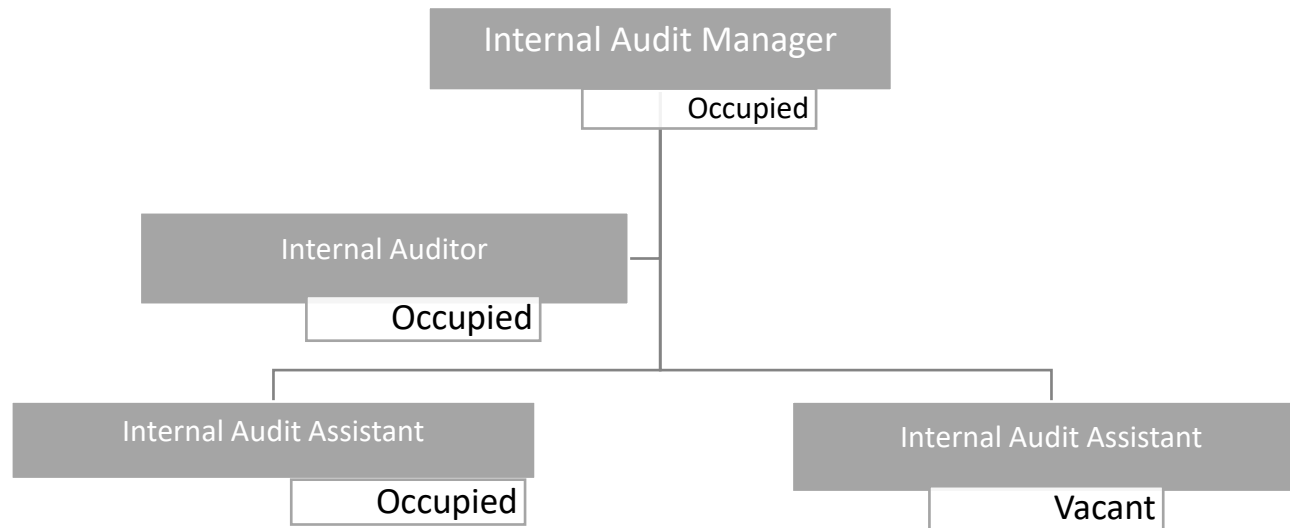 Internal Audit Manager
Occupied
Internal Auditor
Occupied
Internal Audit Assistant
Occupied
Internal Audit Assistant
Vacant